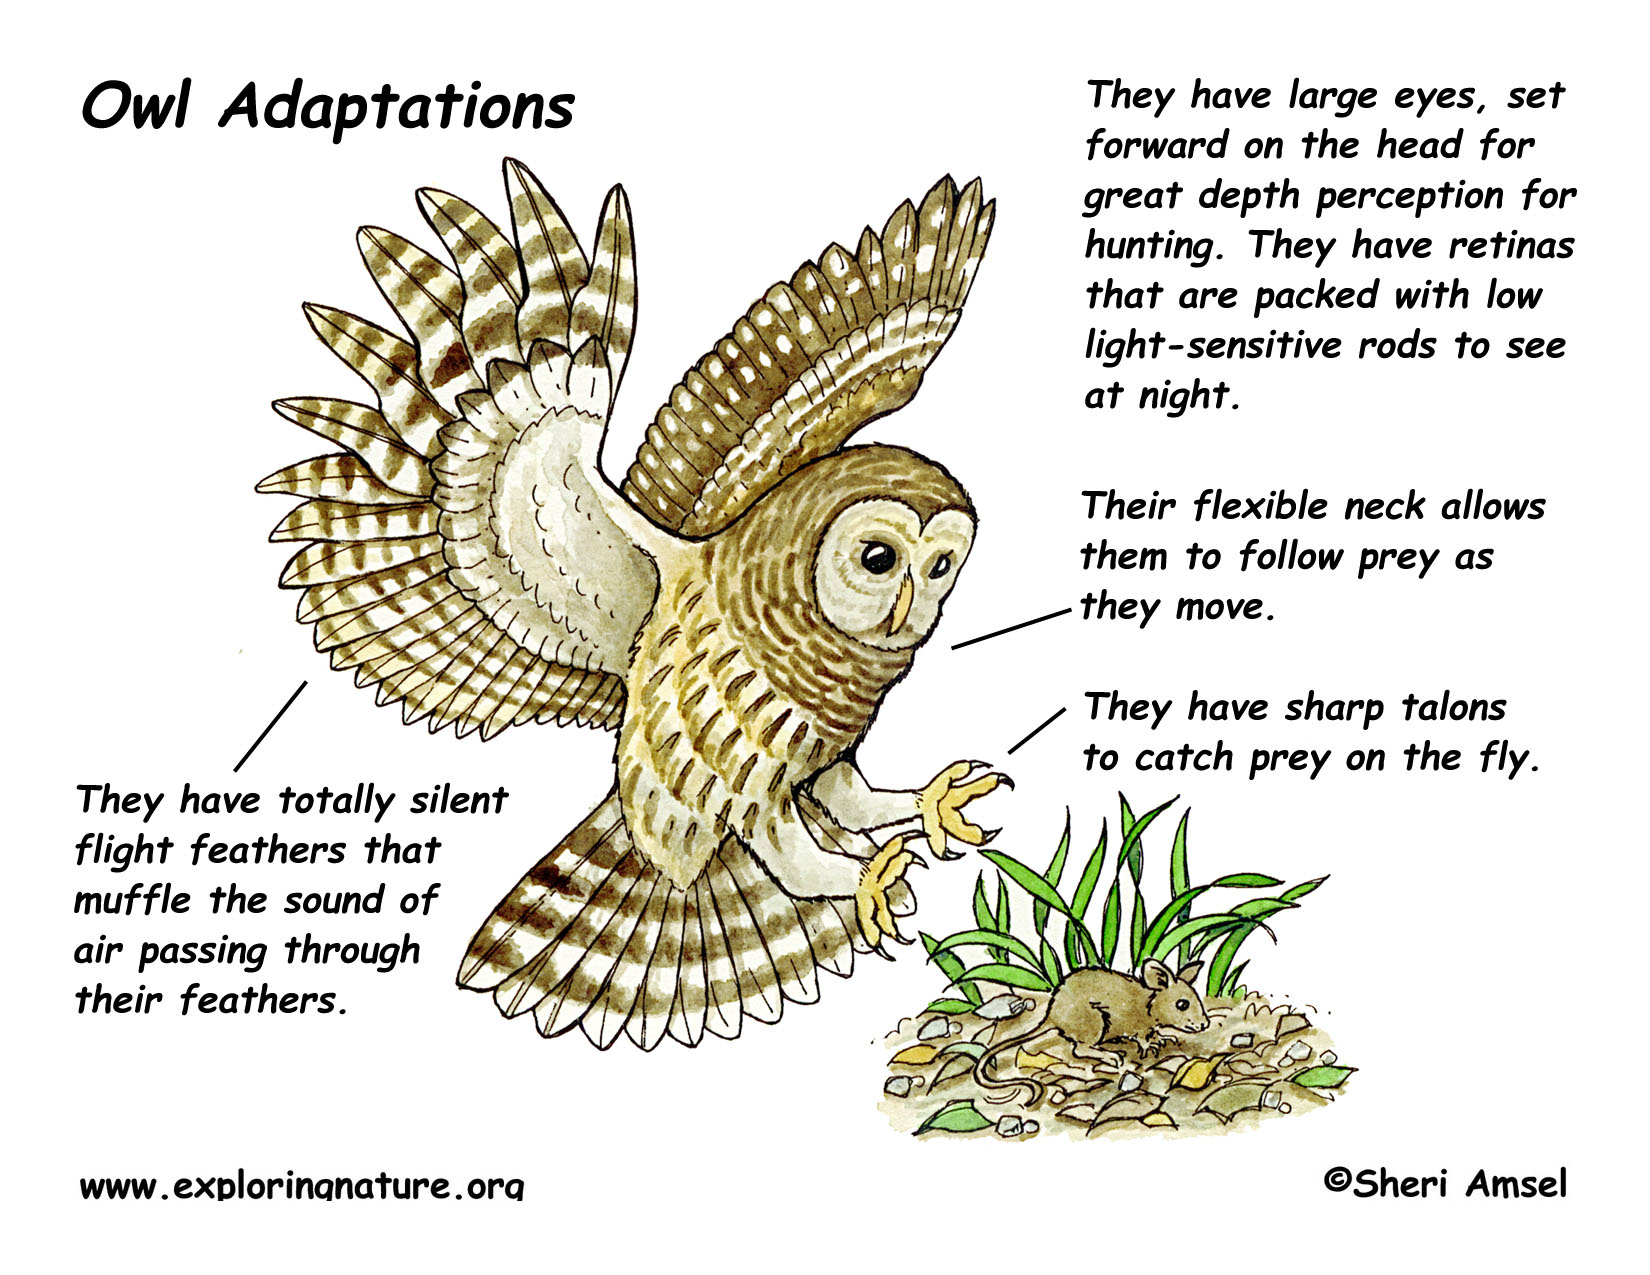 Owl Adaptations
They have large eyes, set
forward on the head for
great depth perception for
hunting. They have retinas
that are packed with low
light-sensitive rods to see
at night.
Their flexible neck allows
them to follow prey as
they move.
They have sharp talons
to catch prey on the fly.
They have totally silent
flight feathers that
muffle the sound of
air passing through
their feathers.
www.exploringnature.org
©Sheri Amsel